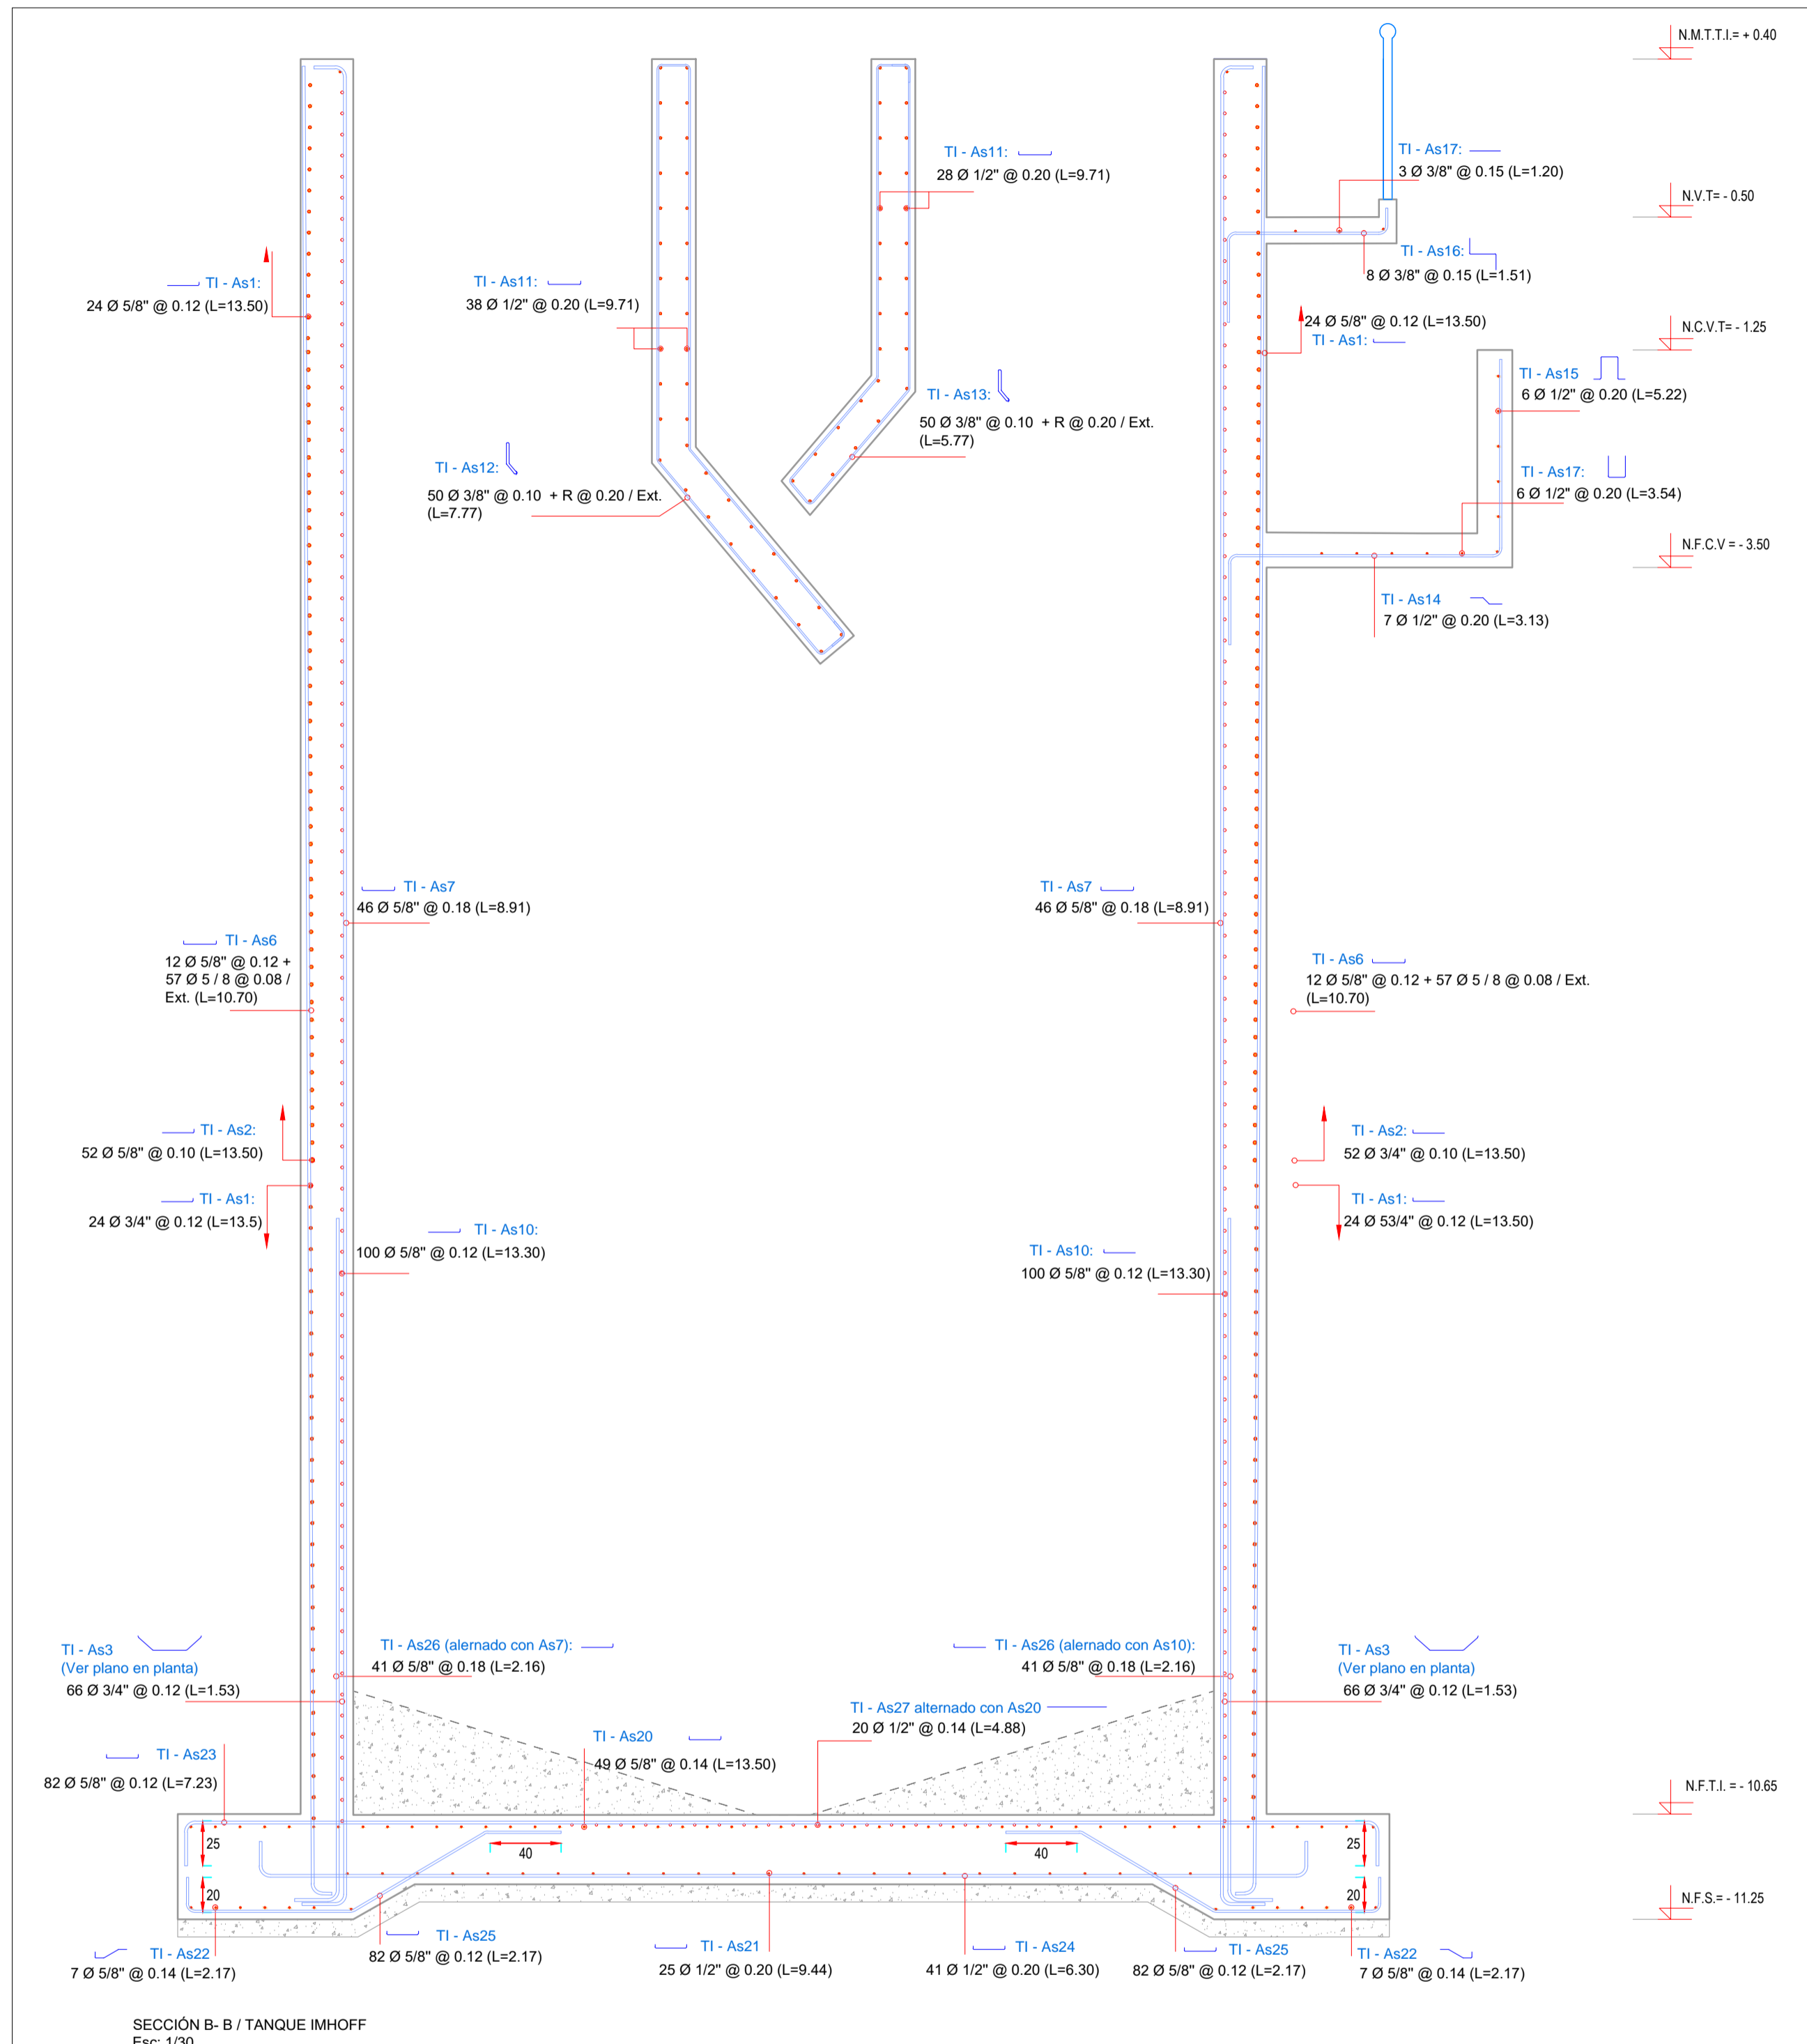 N.M.T.T.I.= + 0.40
TI - As17:
3 Ø 3/8" @ 0.15 (L=1.20)
TI - As11:
28 Ø 1/2" @ 0.20 (L=9.71)
N.V.T= - 0.50
TI - As16:
8 Ø 3/8" @ 0.15 (L=1.51)
TI - As1:
24 Ø 5/8" @ 0.12 (L=13.50)
TI - As11:
38 Ø 1/2" @ 0.20 (L=9.71)
24 Ø 5/8" @ 0.12 (L=13.50)
TI - As1:
N.C.V.T= - 1.25
TI - As15
6 Ø 1/2" @ 0.20 (L=5.22)
TI - As13:
50 Ø 3/8" @ 0.10 + R @ 0.20 / Ext.
(L=5.77)
TI - As12:
50 Ø 3/8" @ 0.10 + R @ 0.20 / Ext.
(L=7.77)
TI - As17:
6 Ø 1/2" @ 0.20 (L=3.54)
N.F.C.V = - 3.50
TI - As14
7 Ø 1/2" @ 0.20 (L=3.13)
TI - As7
46 Ø 5/8" @ 0.18 (L=8.91)
TI - As7
46 Ø 5/8" @ 0.18 (L=8.91)
TI - As6
12 Ø 5/8" @ 0.12 +
57 Ø 5 / 8 @ 0.08 /
Ext. (L=10.70)
TI - As6
12 Ø 5/8" @ 0.12 + 57 Ø 5 / 8 @ 0.08 / Ext.
(L=10.70)
TI - As2:
52 Ø 5/8" @ 0.10 (L=13.50)
TI - As2:
52 Ø 3/4" @ 0.10 (L=13.50)
TI - As1:
24 Ø 3/4" @ 0.12 (L=13.5)
TI - As1:
24 Ø 53/4" @ 0.12 (L=13.50)
TI - As10:
100 Ø 5/8" @ 0.12 (L=13.30)
TI - As10:
100 Ø 5/8" @ 0.12 (L=13.30)
TI - As3
(Ver plano en planta)
66 Ø 3/4" @ 0.12 (L=1.53)
TI - As26 (alernado con As7):
41 Ø 5/8" @ 0.18 (L=2.16)
TI - As26 (alernado con As10):
41 Ø 5/8" @ 0.18 (L=2.16)
TI - As3
(Ver plano en planta)
66 Ø 3/4" @ 0.12 (L=1.53)
TI - As27 alternado con As20
20 Ø 1/2" @ 0.14 (L=4.88)
TI - As20
49 Ø 5/8" @ 0.14 (L=13.50)
TI - As23
82 Ø 5/8" @ 0.12 (L=7.23)
N.F.T.I. = - 10.65
25
40
40
25
20
20
N.F.S.= - 11.25
TI - As22
7 Ø 5/8" @ 0.14 (L=2.17)
TI - As25
82 Ø 5/8" @ 0.12 (L=2.17)
TI - As21
25 Ø 1/2" @ 0.20 (L=9.44)
TI - As24
41 Ø 1/2" @ 0.20 (L=6.30)
TI - As25
82 Ø 5/8" @ 0.12 (L=2.17)
TI - As22
7 Ø 5/8" @ 0.14 (L=2.17)
SECCIÓN B- B / TANQUE IMHOFF
Esc: 1/30